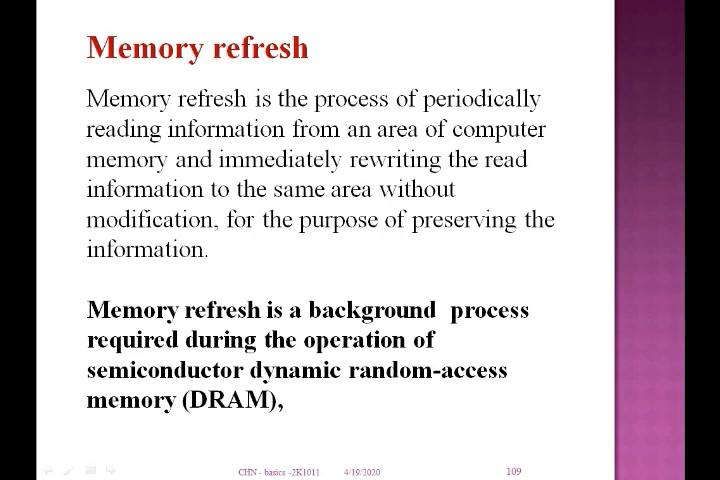 Memory refresh
Memory refresh is the process of periodically
reading information from an area of computer
memory and immediately rewriting the read
information to the same area without
modification, for the purpose of preserving the
information.
Memory refresh is a background process
required during the operation of
semiconductor dynamic random-access
memory (DRAM),
CHN - basics -2K1011 4/19/2020 109